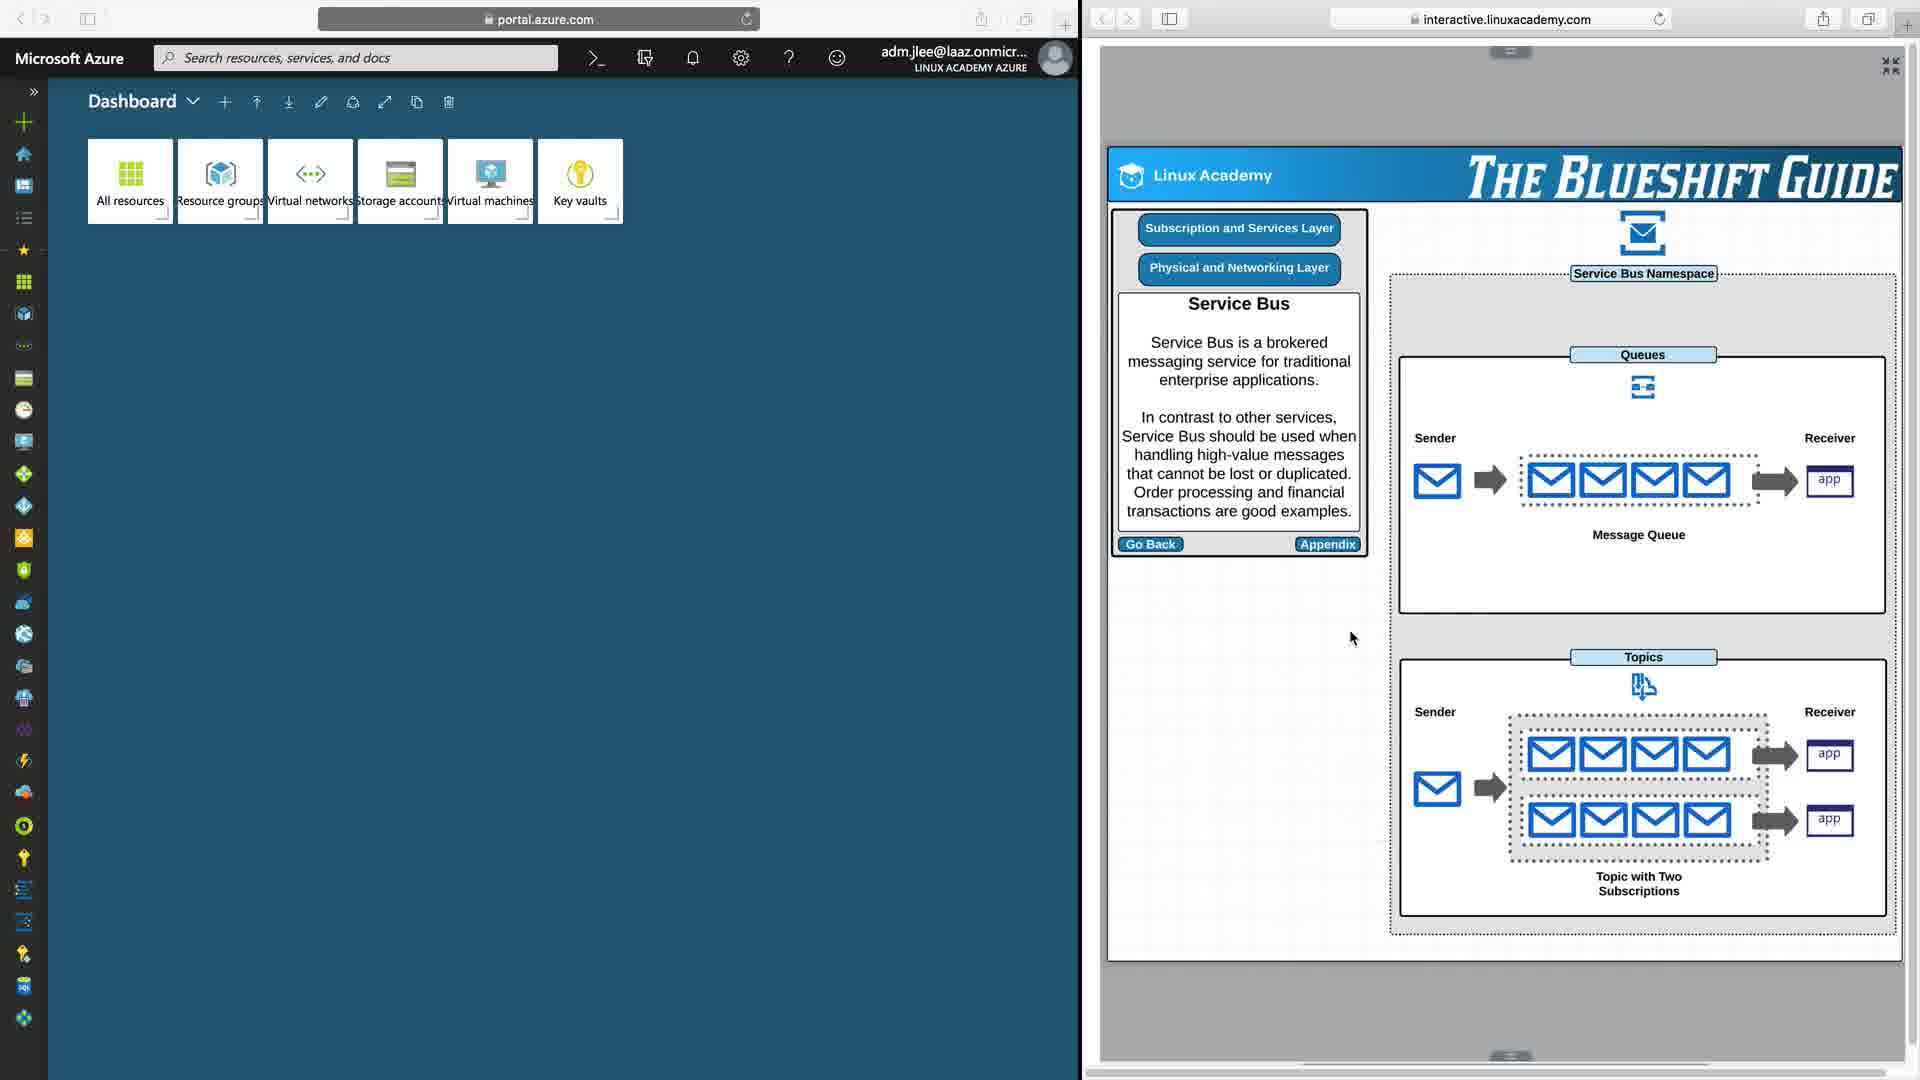 portal.azure.com
Microsoft Azure
Search resources, services, and docs
adm.jlee@laaz.onmicr...
LINUX ACADEMY AZURE
Dashboard
All resources
Resource groups
Virtual networks
Storage accounts
Virtual machines
Key vaults
interactive.linuxacademy.com
Linux Academy
THE BLUESHIFT GUIDE
Subscription and Services Layer
Physical and Networking Layer
Service Bus
Service Bus is a brokered
messaging service for traditional
enterprise applications.
In contrast to other services,
Service Bus should be used when
handling high-value messages
that cannot be lost or duplicated.
Order processing and financial
transactions are good examples.
Go Back
Appendix
Service Bus Namespace
Queues
Sender
Receiver
app
Message Queue
Topics
Sender
Receiver
app
app
Topic with Two
Subscriptions